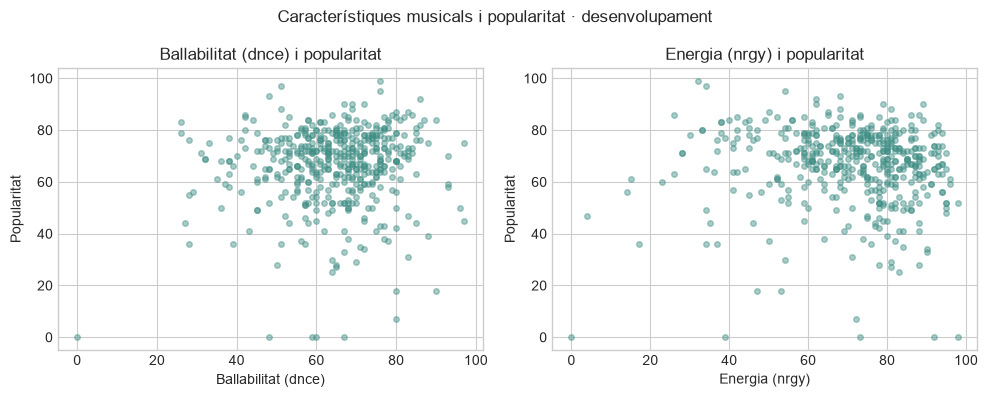 Característiques musicals i popularitat · desenvolupament
Ballabilitat (dnce) i popularitat
Popularitat
100
80
60
40
20
0
0 20 40 60 80 100
Ballabilitat (dnce)
Energia (nrgy) i popularitat
Popularitat
100
80
60
40
20
0
0 20 40 60 80 100
Energia (nrgy)